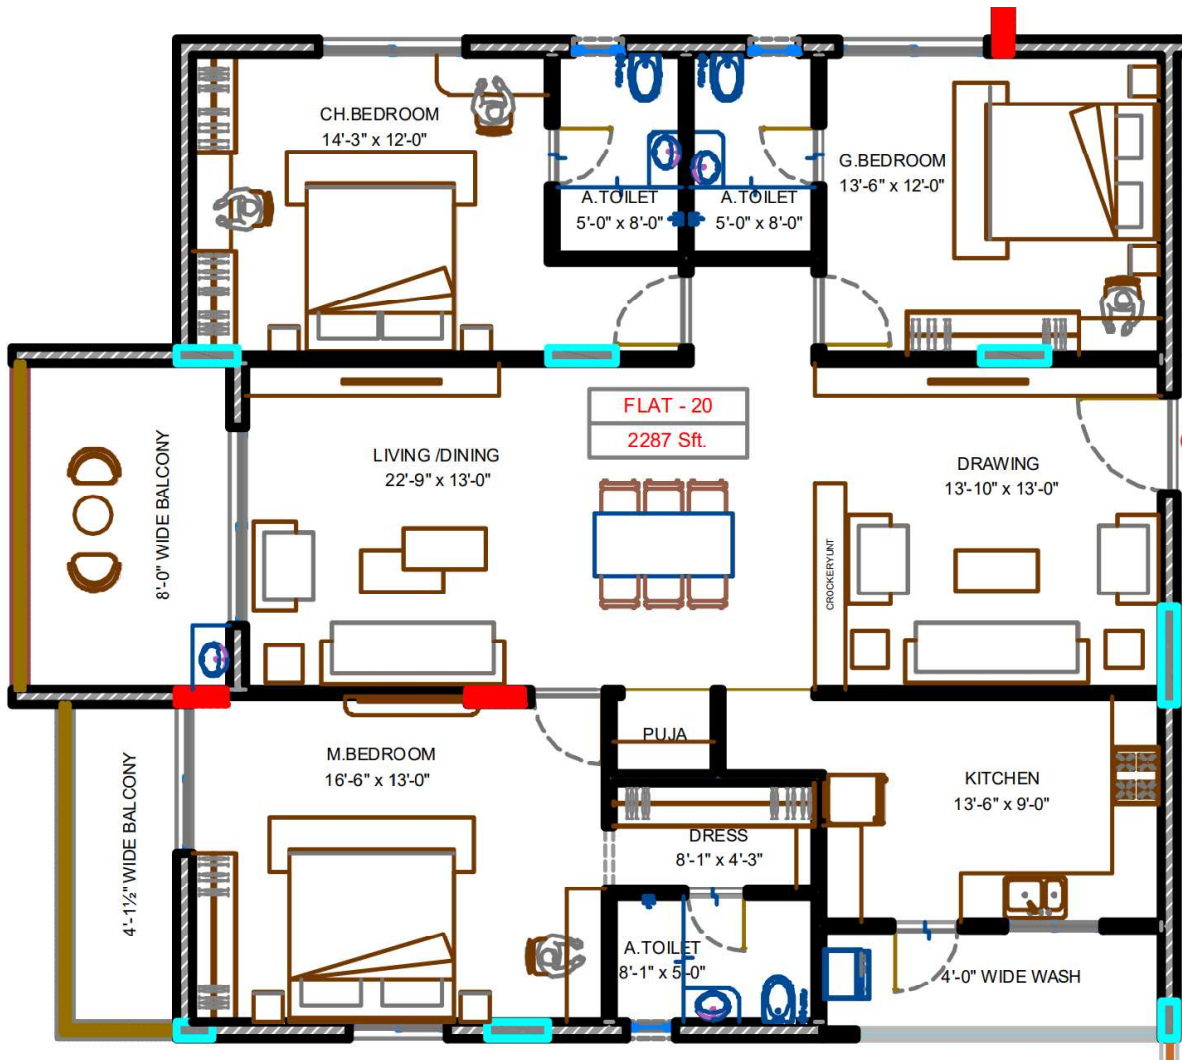 CH.BEDROOM
14'-3" x 12'-0"
A.TOILET
5'-0" x 8'-0"
A.TOILET
5'-0" x 8'-0"
G.BEDROOM
13'-6" x 12'-0"
FLAT - 20
2287 Sft.
8'-0" WIDE BALCONY
LIVING /DINING
22'-9" x 13'-0"
CROCKERYUNT
DRAWING
13'-10" x 13'-0"
4'-1½" WIDE BALCONY
M.BEDROOM
16'-6" x 13'-0"
PUJA
KITCHEN
13'-6" x 9'-0"
DRESS
8'-1" x 4'-3"
A.TOILET
8'-1" x 5'-0"
4'-0" WIDE WASH